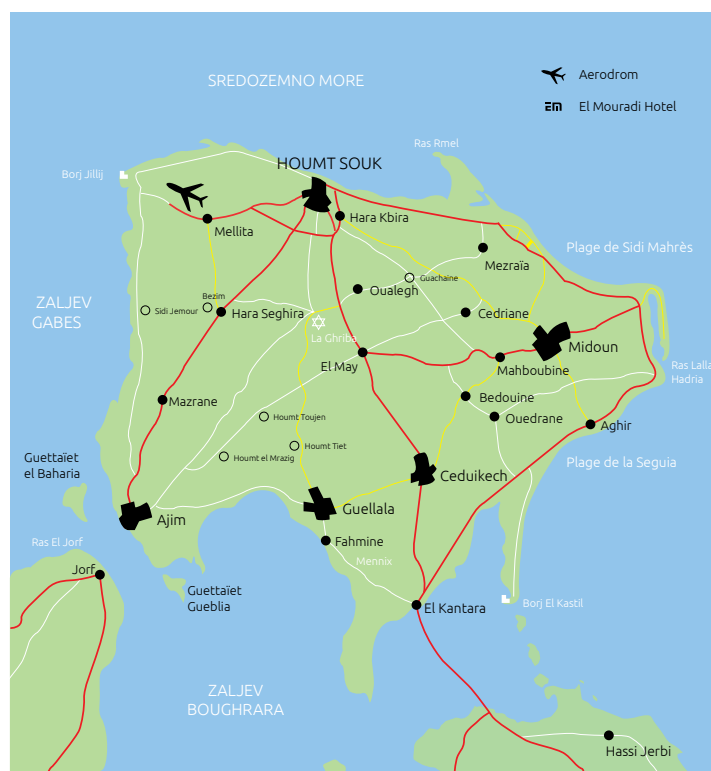 SREDOZEMNO MORE
Aerodrom
EM El Mouradi Hotel
Ras Rmel
HOUMT SOUK
Borj Jillij
Hara Kbira
Mellita
Plage de Sidi Mahrès
Mezraïa
Guachaine
Oualegh
Bezim
ZALJEV
GABES
Sidi Jemour
Hara Seghira
Cedriane
La Ghriba
Midoun
El May
Mahboubine
Ras Lalla
Hadria
Mazrane
Bedouine
Houmt Toujen
Ouedrane
Aghir
Houmt Tiet
Guettaïet
el Baharia
Houmt el Mrazig
Plage de la Seguia
Ceduikech
Guellala
Ajim
Ras El Jorf
Fahmine
Mennix
Jorf
Guettaïet
Gueblia
Borj El Kastil
El Kantara
ZALJEV
BOUGHRARA
Hassi Jerbi